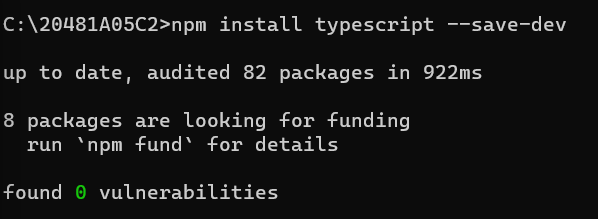 C:\20481A05C2>npm install typescript --save-dev
up to date, audited 82 packages in 922ms
8 packages are looking for funding
  run `npm fund` for details
found 0 vulnerabilities